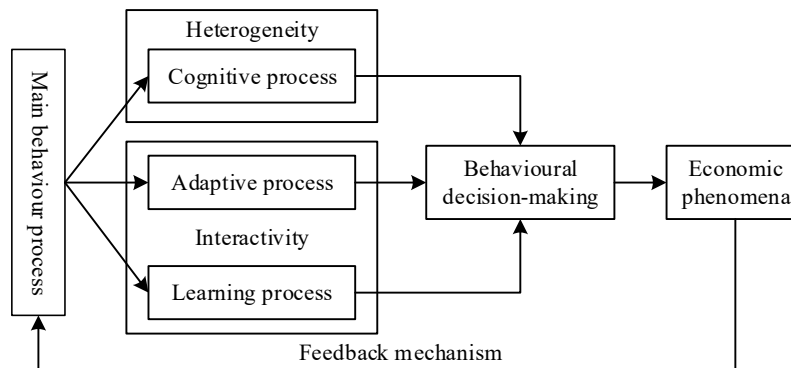 Heterogeneity
Cognitive process
Main behaviour process
Adaptive process
Interactivity
Learning process
Behavioural
decision-making
Economic
phenomena
Feedback mechanism